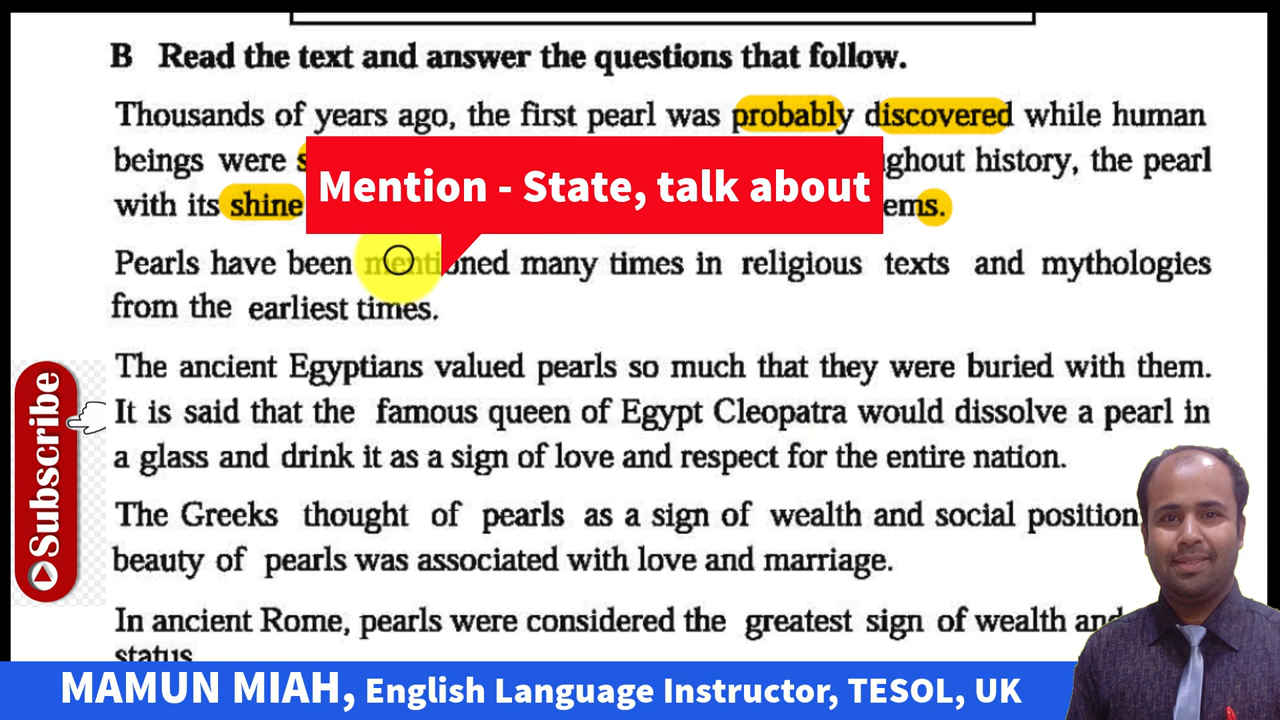 B Read the text and answer the questions that follow.
Thousands of years ago, the first pearl was probably discovered while human
beings were ghout history, the pearl
Mention - State, talk about
with its shine ems.
Pearls have been mentioned many times in religious texts and mythologies
from the earliest times.
The ancient Egyptians valued pearls so much that they were buried with them.
It is said that the famous queen of Egypt Cleopatra would dissolve a pearl in
a glass and drink it as a sign of love and respect for the entire nation.
The Greeks thought of pearls as a sign of wealth and social position
beauty of pearls was associated with love and marriage.
In ancient Rome, pearls were considered the greatest sign of wealth and
status
Subscribe
MAMUN MIAH, English Language Instructor, TESOL, UK